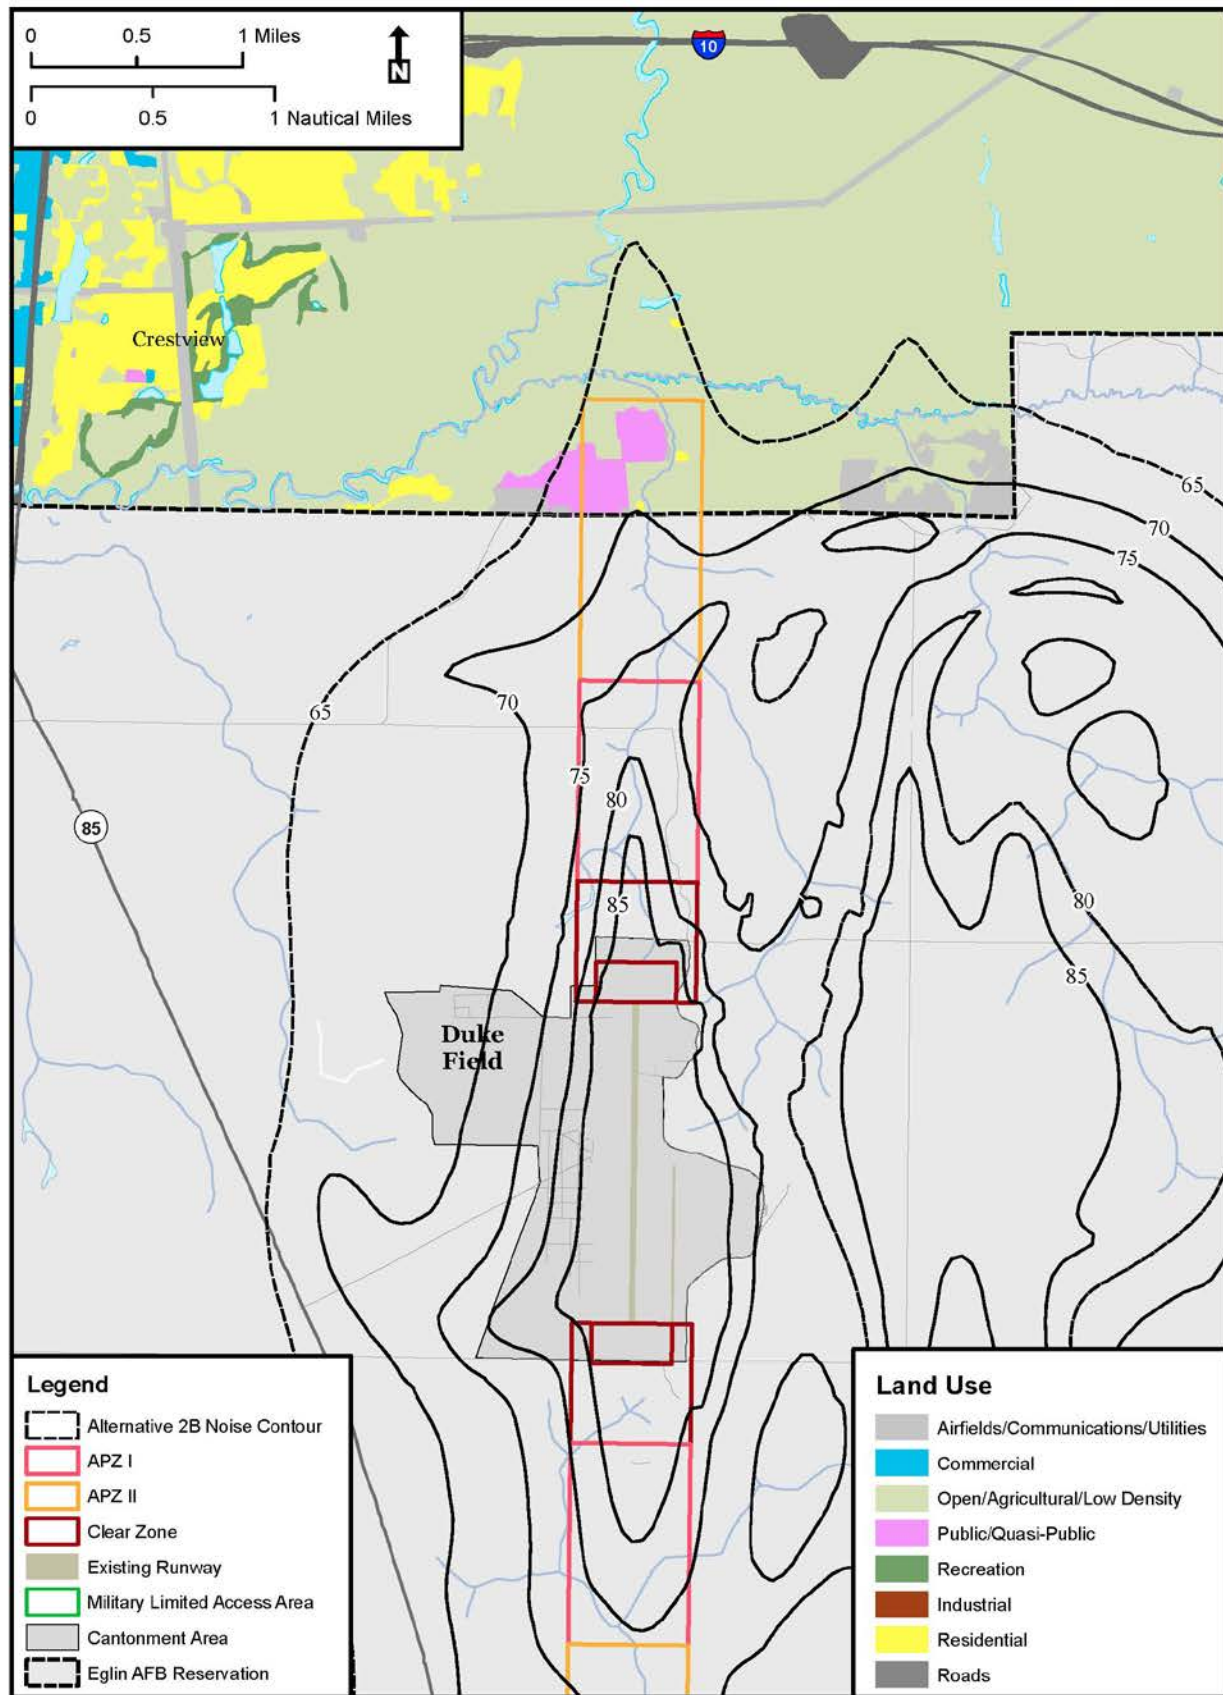 0 0.5 1 Miles
N
0 0.5 1 Nautical Miles
10
Crestview
65
70
75
65
70
75
80
85
85
80
85
Duke
Field
Legend
Alternative 2B Noise Contour
APZ I
APZ II
Clear Zone
Existing Runway
Military Limited Access Area
Cantonment Area
Eglin AFB Reservation
Land Use
Airfields/Communications/Utilities
Commercial
Open/Agricultural/Low Density
Public/Quasi-Public
Recreation
Industrial
Residential
Roads